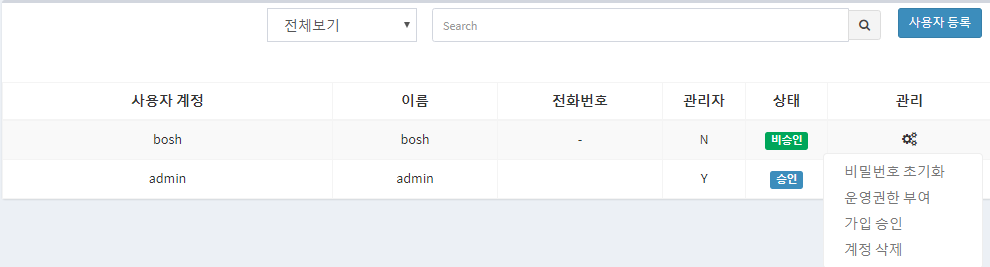 전체보기 Search 사용자 등록
사용자 계정 이름 전화번호 관리자 상태 관리
bosh bosh - N 비승인
admin admin Y 승인
비밀번호 초기화
운영권한 부여
가입 승인
계정 삭제